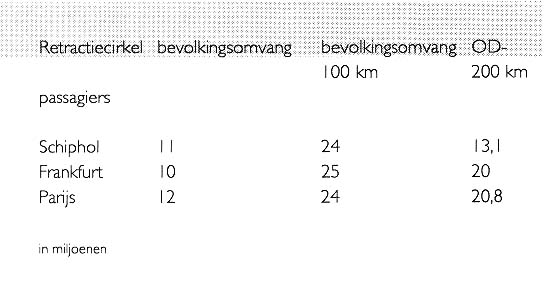 Retractiecirkel bevolkingsomvang bevolkingsomvang OD-
100 km 200 km
passagiers
Schiphol 11 24 13,1
Frankfurt 10 25 20
Parijs 12 24 20,8
in miljoenen